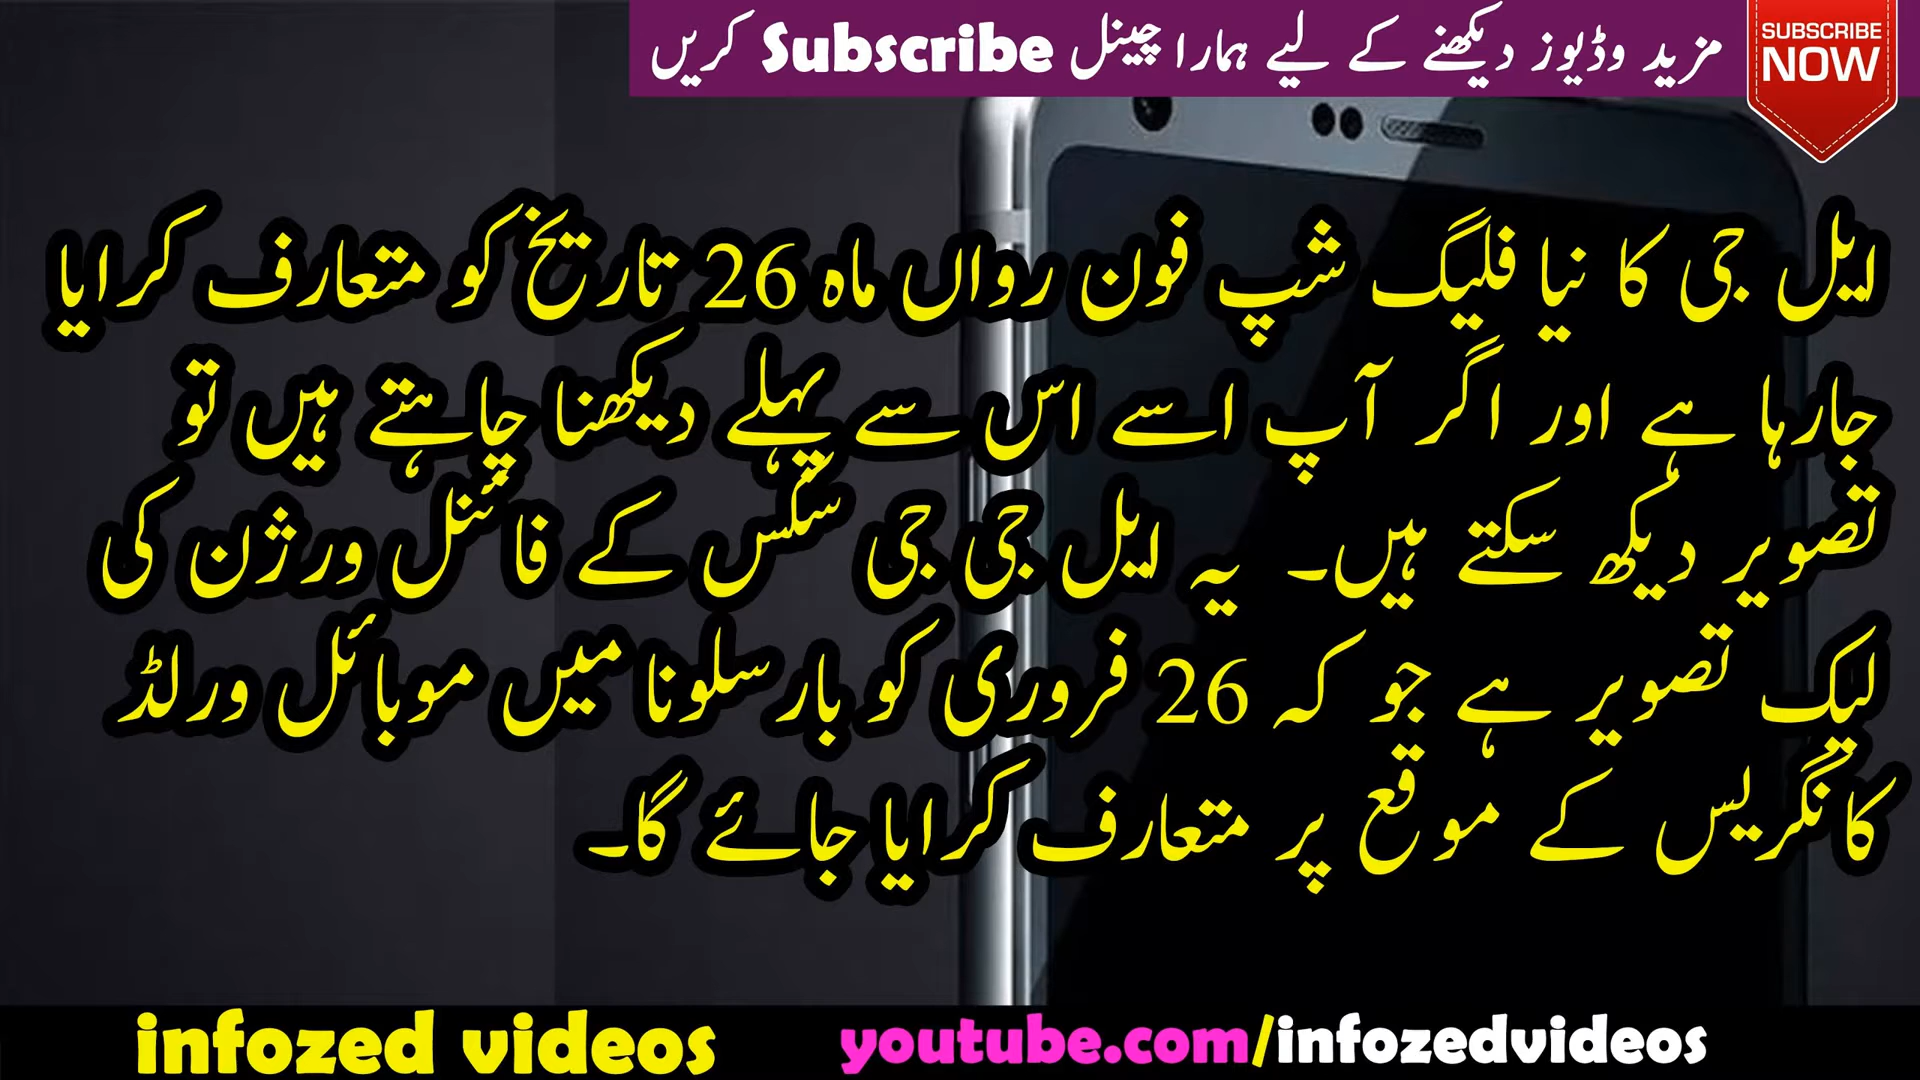 مزید وڈیوز دیکھنے کے لیے ہمارا چینل Subscribe کریں
SUBSCRIBE
NOW
ایل جی کا نیا فلیگ شپ فون رواں ماہ 26 تاریخ کو متعارف کرایا
جارہا ہے اور اگر آپ اسے اس سے پہلے دیکھنا چاہتے ہیں تو
تصویر دیکھ سکتے ہیں۔ یہ ایل جی جی سکس کے فائنل ورژن کی
لیک تصویر ہے جو کہ 26 فروری کو بارسلونا میں موبائل ورلڈ
کانگریس کے موقع پر متعارف کرایا جائے گا۔
infozed videos
youtube.com/infozedvideos